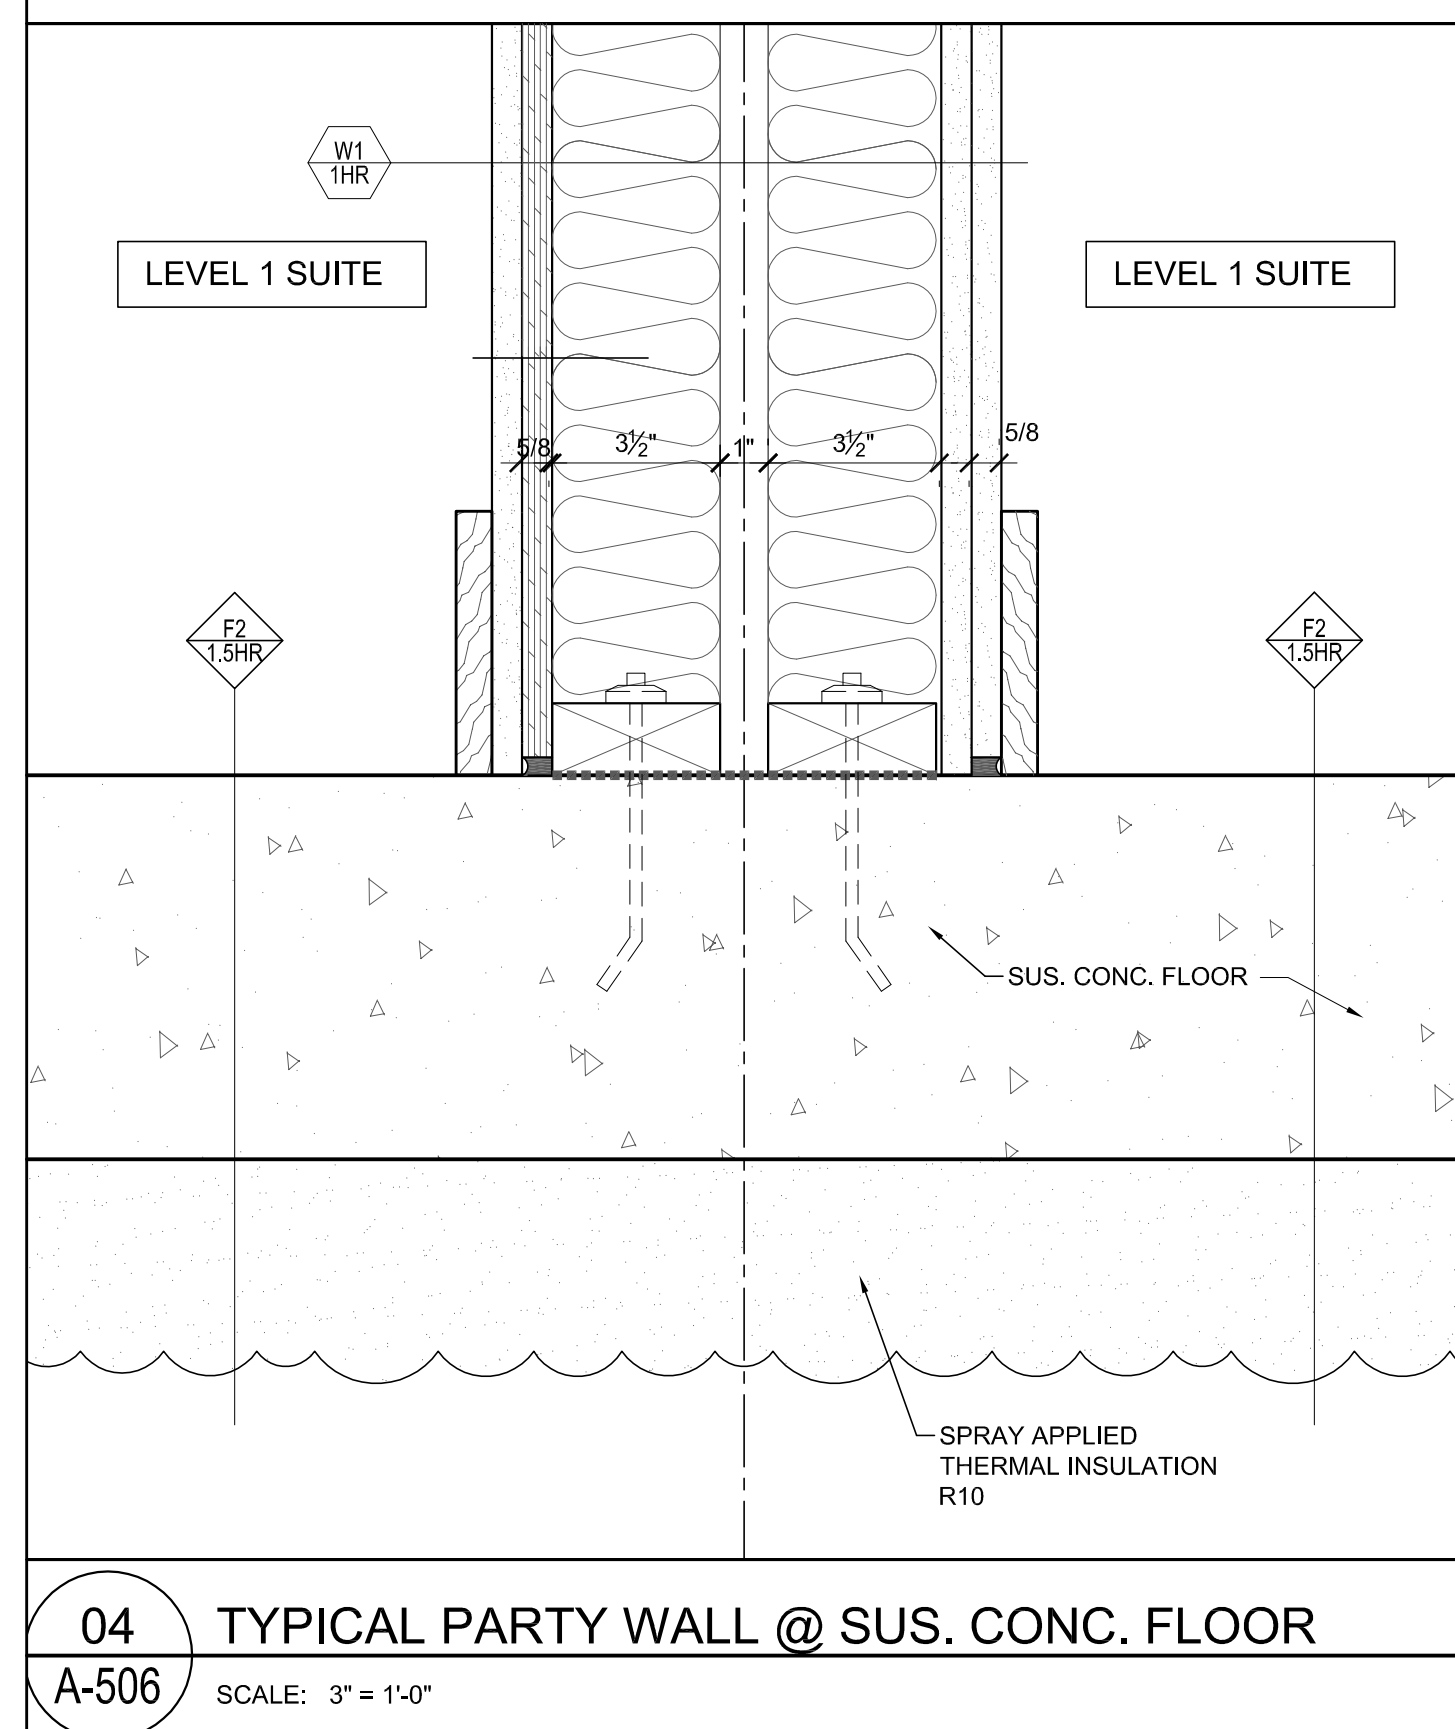 W1
1HR
LEVEL 1 SUITE
LEVEL 1 SUITE
5/8
3½"
1"
3½"
5/8
F2
1.5HR
F2
1.5HR
SUS. CONC. FLOOR
SPRAY APPLIED
THERMAL INSULATION
R10
04
TYPICAL PARTY WALL @ SUS. CONC. FLOOR
A-506
SCALE: 3" = 1'-0"